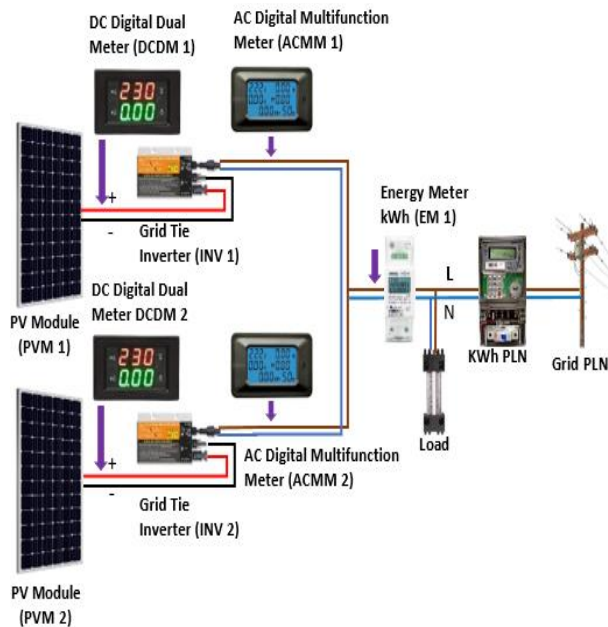 DC Digital Dual
Meter (DCDM 1)
AC Digital Multifunction
Meter (ACMM 1)
230
0.00
+
-
Grid Tie
Inverter (INV 1)
Energy Meter
kWh (EM 1)
L
N
PV Module
(PVM 1)
DC Digital Dual
Meter DCDM 2
230
0.00
KWh PLN
Grid PLN
Load
+
-
Grid Tie
Inverter (INV 2)
AC Digital Multifunction
Meter (ACMM 2)
PV Module
(PVM 2)